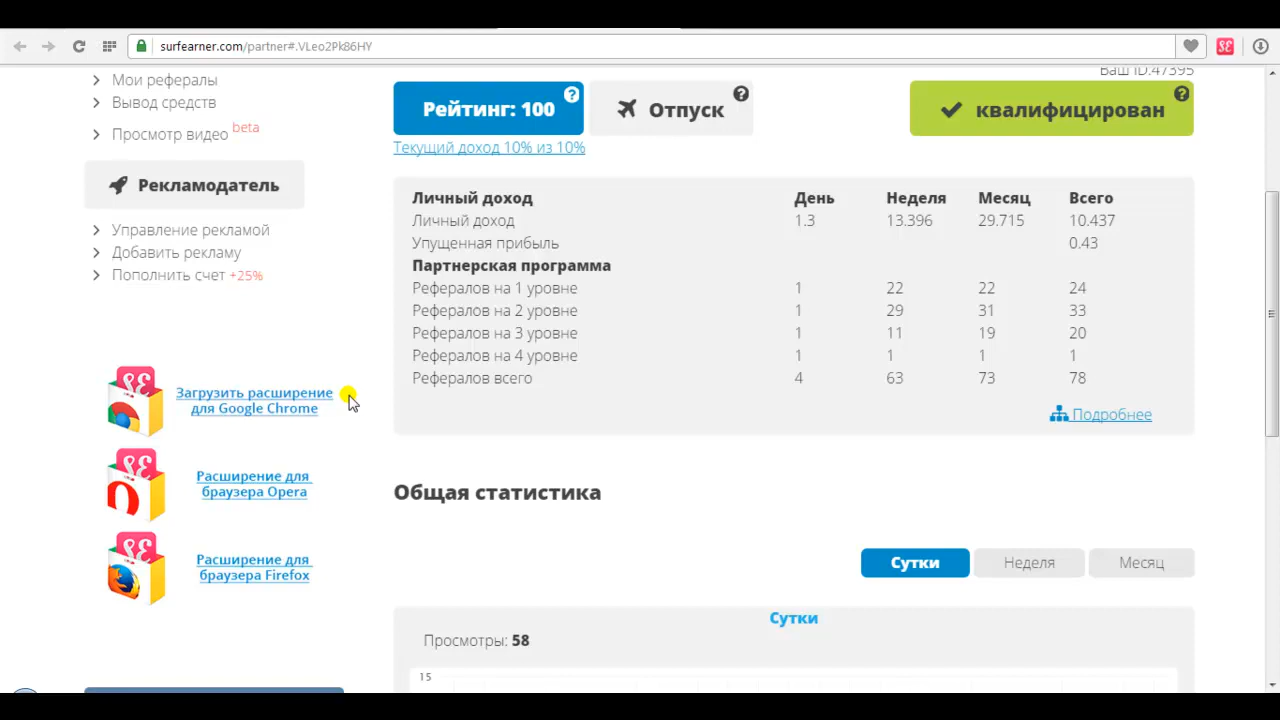 surfearner.com/partner#.VLeo2Pk86HY
Ваш ID:47395
Мои рефералы
Вывод средств
Просмотр видео beta
Рекламодатель
Управление рекламой
Добавить рекламу
Пополнить счет +25%
Загрузить расширение
для Google Chrome
Расширение для
браузера Opera
Расширение для
браузера Firefox
Рейтинг: 100 ?
Отпуск ?
квалифицирован ?
Текущий доход 10% из 10%
Личный доход День Неделя Месяц Всего
Личный доход 1.3 13.396 29.715 10.437
Упущенная прибыль 0.43
Партнерская программа
Рефералов на 1 уровне 1 22 22 24
Рефералов на 2 уровне 1 29 31 33
Рефералов на 3 уровне 1 11 19 20
Рефералов на 4 уровне 1 1 1 1
Рефералов всего 4 63 73 78
Подробнее
Общая статистика
Сутки Неделя Месяц
Сутки
Просмотры: 58
15